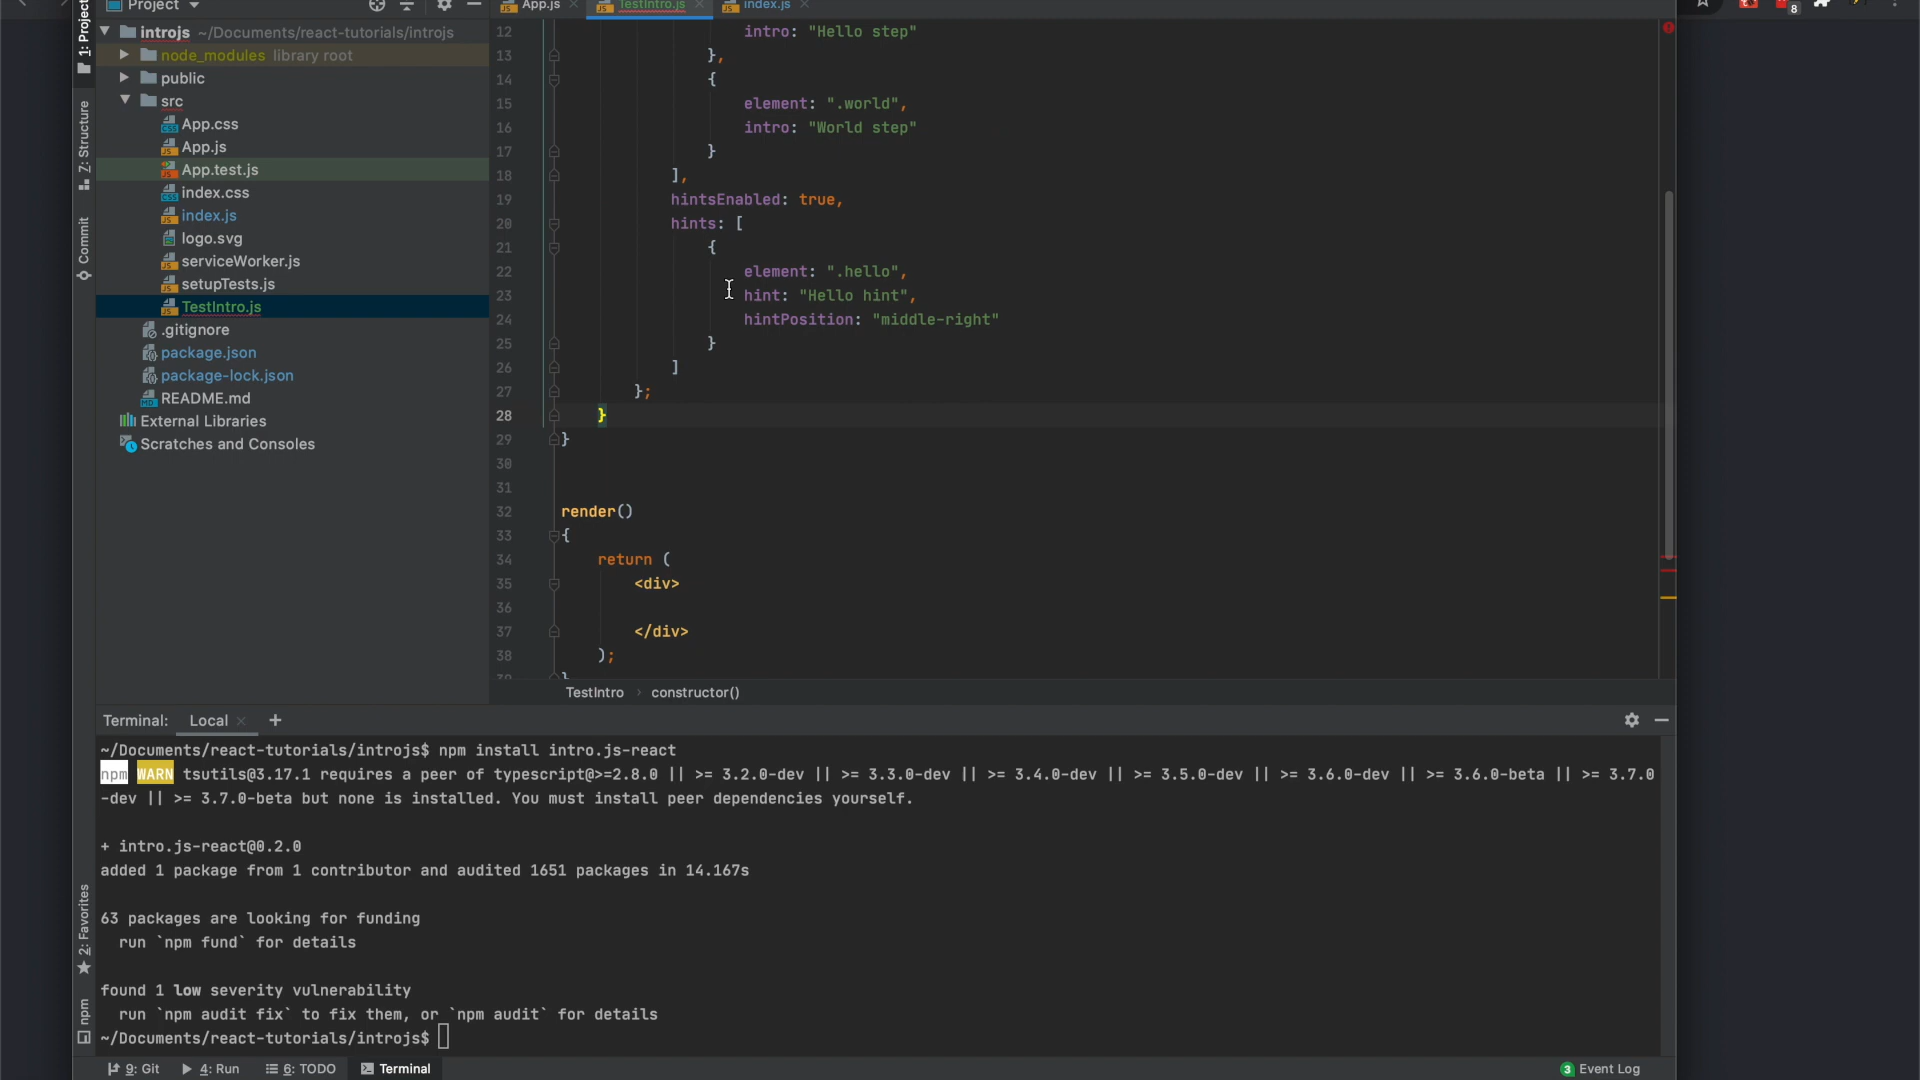 Project
App.js
TestIntro.js
index.js
8
1: Project
introjs ~/Documents/react-tutorials/introjs
node_modules library root
public
src
App.css
App.js
App.test.js
index.css
index.js
logo.svg
serviceWorker.js
setupTests.js
TestIntro.js
.gitignore
package.json
package-lock.json
README.md
External Libraries
Scratches and Consoles
Z: Structure
Commit
2: Favorites
npm
12 intro: "Hello step"
13 },
14 {
15 element: ".world",
16 intro: "World step"
17 }
18 ],
19 hintsEnabled: true,
20 hints: [
21 {
22 element: ".hello",
23 hint: "Hello hint",
24 hintPosition: "middle-right"
25 }
26 ]
27 };
28 }
29 }
30
31
32 render()
33 {
34 return (
35 <div>
36
37 </div>
38 );
39 }
TestIntro > constructor()
Terminal: Local
~/Documents/react-tutorials/introjs$ npm install intro.js-react
npm WARN tsutils@3.17.1 requires a peer of typescript@>=2.8.0 || >= 3.2.0-dev || >= 3.3.0-dev || >= 3.4.0-dev || >= 3.5.0-dev || >= 3.6.0-dev || >= 3.6.0-beta || >= 3.7.0
-dev || >= 3.7.0-beta but none is installed. You must install peer dependencies yourself.
+ intro.js-react@0.2.0
added 1 package from 1 contributor and audited 1651 packages in 14.167s
63 packages are looking for funding
run `npm fund` for details
found 1 low severity vulnerability
run `npm audit fix` to fix them, or `npm audit` for details
~/Documents/react-tutorials/introjs$
9: Git
4: Run
6: TODO
Terminal
3 Event Log